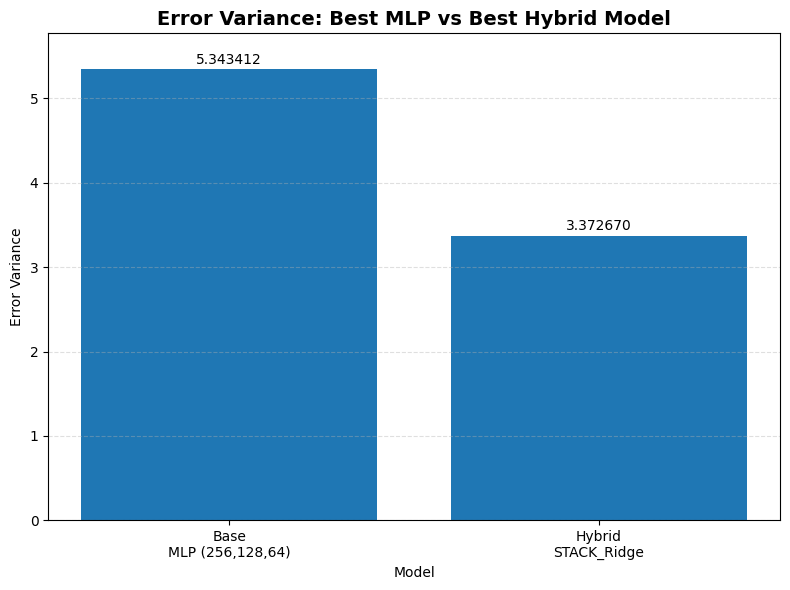 Error Variance: Best MLP vs Best Hybrid Model
5.343412
3.372670
5
4
3
2
1
0
Error Variance
Base
MLP (256,128,64)
Hybrid
STACK_Ridge
Model